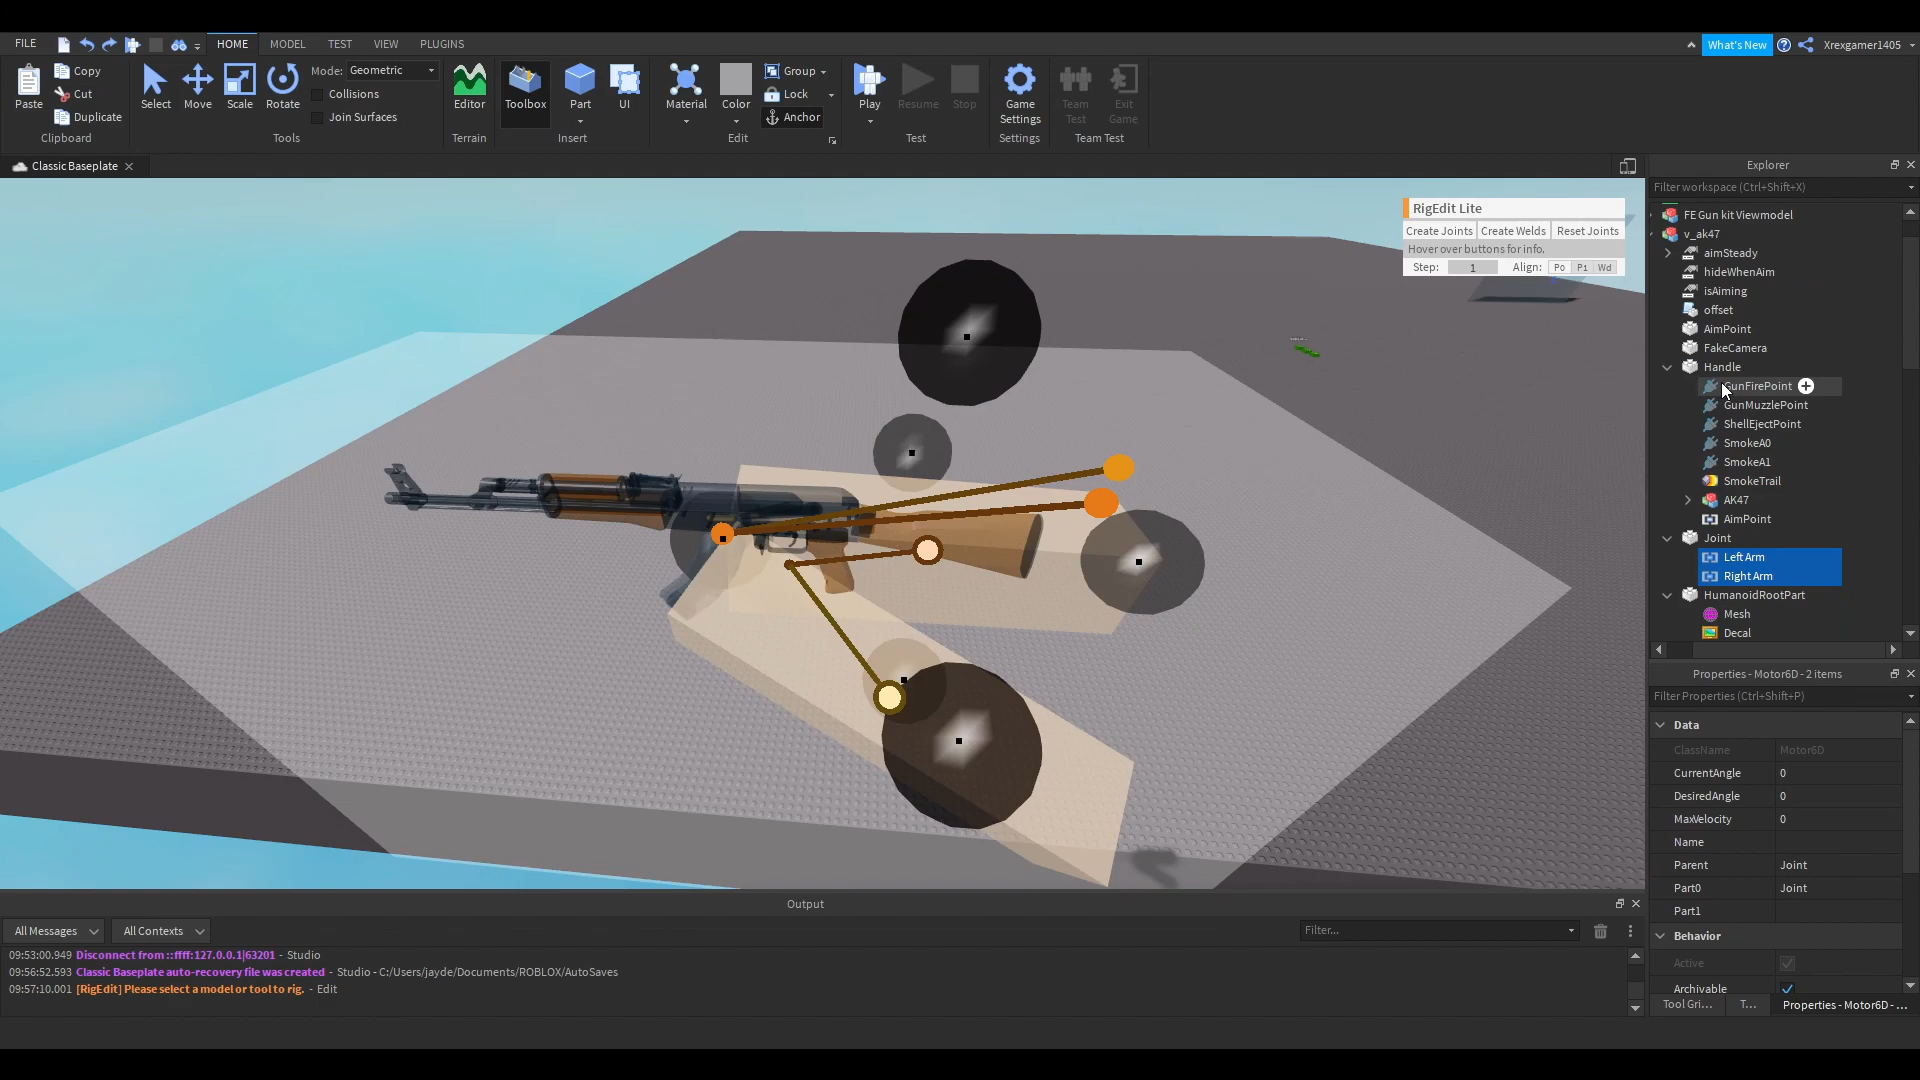 FILE HOME MODEL TEST VIEW PLUGINS What's New Xrexgamer1405
Copy
Cut
Duplicate
Paste
Clipboard
Select Move Scale Rotate
Mode: Geometric
Collisions
Join Surfaces
Tools
Editor
Terrain
Toolbox Part UI
Insert
Material Color
Group
Lock
Anchor
Edit
Play Resume Stop
Test
Game
Settings
Settings
Team
Test
Exit
Game
Team Test
Classic Baseplate
RigEdit Lite
Create Joints Create Welds Reset Joints
Hover over buttons for info.
Step: 1 Align: P0 P1 Wd
Explorer
Filter workspace (Ctrl+Shift+X)
FE Gun kit Viewmodel
v_ak47
aimSteady
hideWhenAim
isAiming
offset
AimPoint
FakeCamera
Handle
GunFirePoint
GunMuzzlePoint
ShellEjectPoint
SmokeA0
SmokeA1
SmokeTrail
AK47
AimPoint
Joint
Left Arm
Right Arm
HumanoidRootPart
Mesh
Decal
Properties - Motor6D - 2 items
Filter Properties (Ctrl+Shift+P)
Data
ClassName Motor6D
CurrentAngle 0
DesiredAngle 0
MaxVelocity 0
Name
Parent Joint
Part0 Joint
Part1
Behavior
Active
Archivable
Tool Gri... T... Properties - Motor6D - ...
Output
All Messages All Contexts Filter...
09:53:00.949 Disconnect from ::ffff:127.0.0.1|63201 - Studio
09:56:52.593 Classic Baseplate auto-recovery file was created - Studio - C:/Users/jayde/Documents/ROBLOX/AutoSaves
09:57:10.001 [RigEdit] Please select a model or tool to rig. - Edit